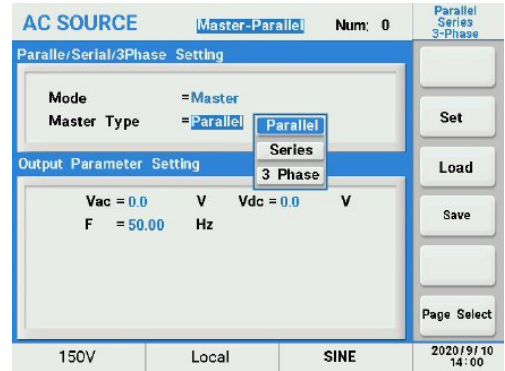 AC SOURCE Master-Parallel Num: 0
Parallel
Series
3-Phase
Paralle/Serial/3Phase Setting
Mode =Master
Master Type =Parallel
Parallel
Series
3 Phase
Output Parameter Setting
Vac = 0.0 V Vdc = 0.0 V
F = 50.00 Hz
Set
Load
Save
Page Select
150V Local SINE
2020/9/10
14:00